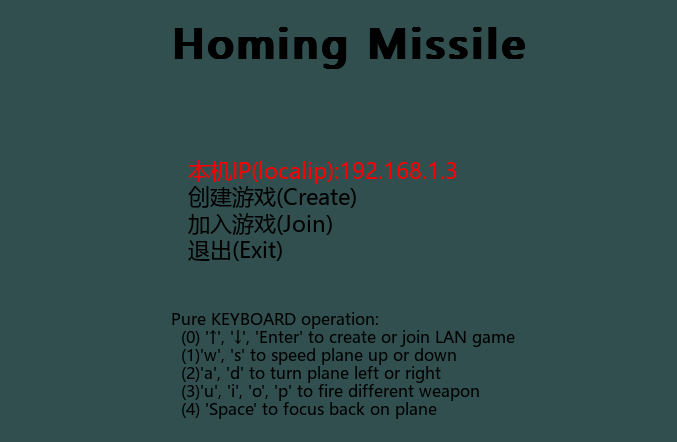 Homing Missile
本机IP(localip):192.168.1.3
创建游戏(Create)
加入游戏(Join)
退出(Exit)
Pure KEYBOARD operation:
(0) '↑', '↓', 'Enter' to create or join LAN game
(1)'w', 's' to speed plane up or down
(2)'a', 'd' to turn plane left or right
(3)'u', 'i', 'o', 'p' to fire different weapon
(4) 'Space' to focus back on plane